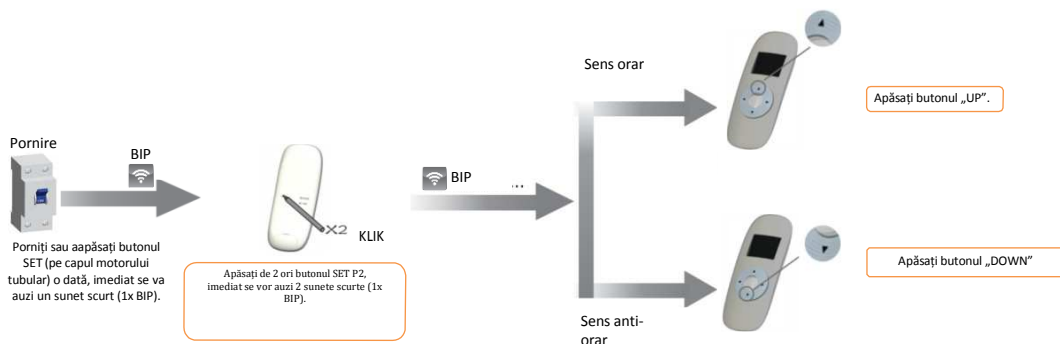 Pornire
BIP
Porniți sau aapăsați butonul
SET (pe capul motorului
tubular) o dată, imediat se va
auzi un sunet scurt (1x BIP).
X2
KLIK
Apăsați de 2 ori butonul SET P2,
imediat se vor auzi 2 sunete scurte (1x
BIP).
BIP
...
Sens orar
Apăsați butonul „UP”.
Sens anti-
orar
Apăsați butonul „DOWN”